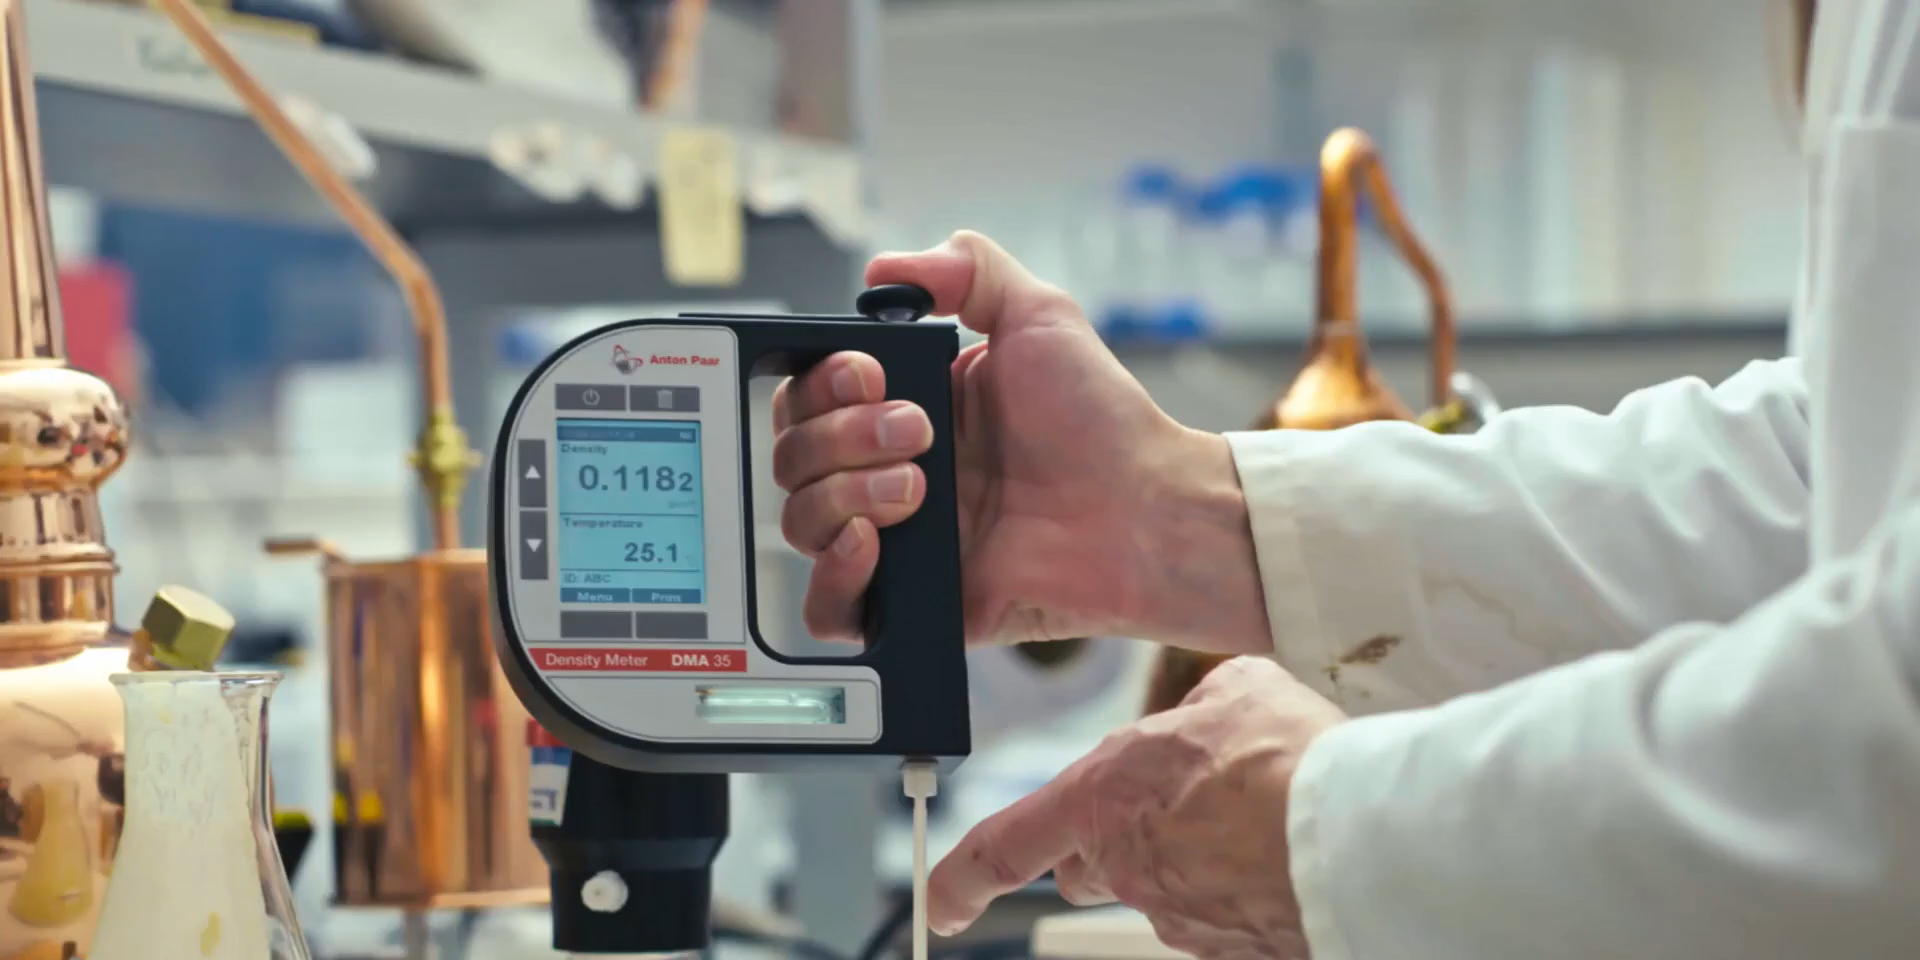 Anton Paar
Density
0.1182
Temperature
25.1
ID: ABC
Menu Print
Density Meter DMA 35